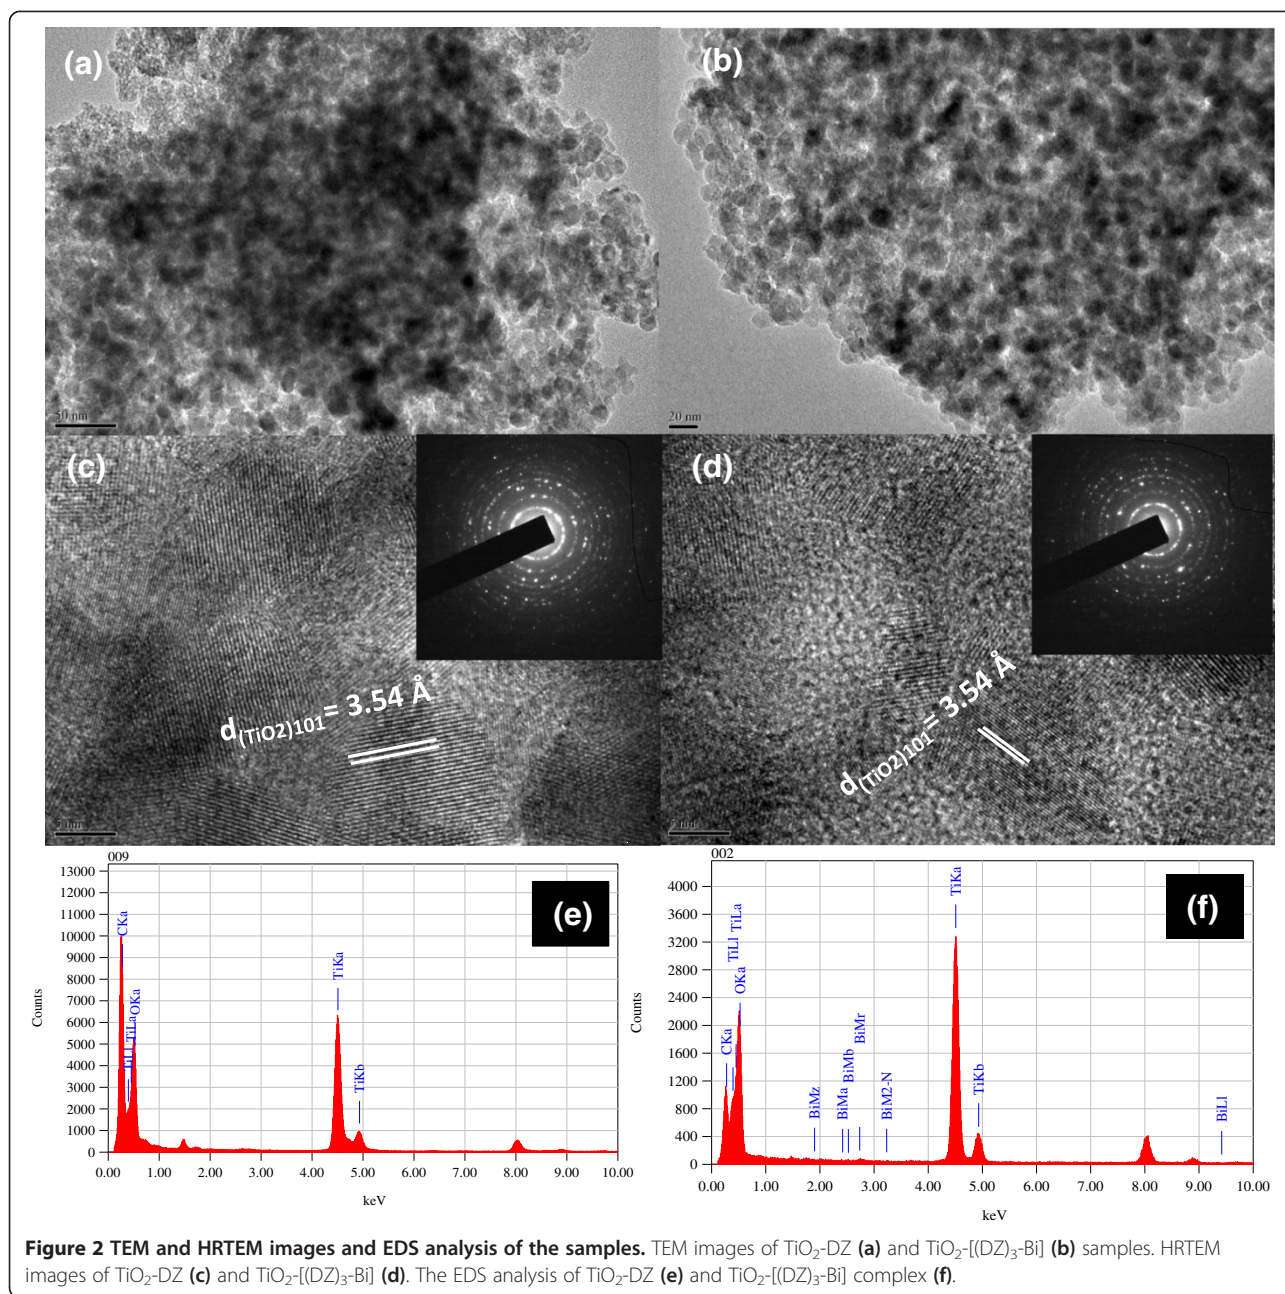 (a)
(b)
50 nm
20 nm
(c)
(d)
d(TiO2)101= 3.54 Å
d(TiO2)101= 3.54 Å
5 nm
5 nm
009
13000
12000
11000
10000
9000
8000
7000
6000
5000
4000
3000
2000
1000
0
Counts
CKa
TiLl
TiLa
OKa
TiKa
TiKb
(e)
0.00 1.00 2.00 3.00 4.00 5.00 6.00 7.00 8.00 9.00 10.00
keV
002
4000
3600
3200
2800
2400
2000
1600
1200
800
400
0
Counts
CKa
OKa
TiLl
TiLa
BiMz
BiMa
BiMb
BiMr
BiM2-N
TiKa
TiKb
BiLl
(f)
0.00 1.00 2.00 3.00 4.00 5.00 6.00 7.00 8.00 9.00 10.00
keV
Figure 2 TEM and HRTEM images and EDS analysis of the samples. TEM images of TiO₂-DZ (a) and TiO₂-[(DZ)₃-Bi] (b) samples. HRTEM
images of TiO₂-DZ (c) and TiO₂-[(DZ)₃-Bi] (d). The EDS analysis of TiO₂-DZ (e) and TiO₂-[(DZ)₃-Bi] complex (f).